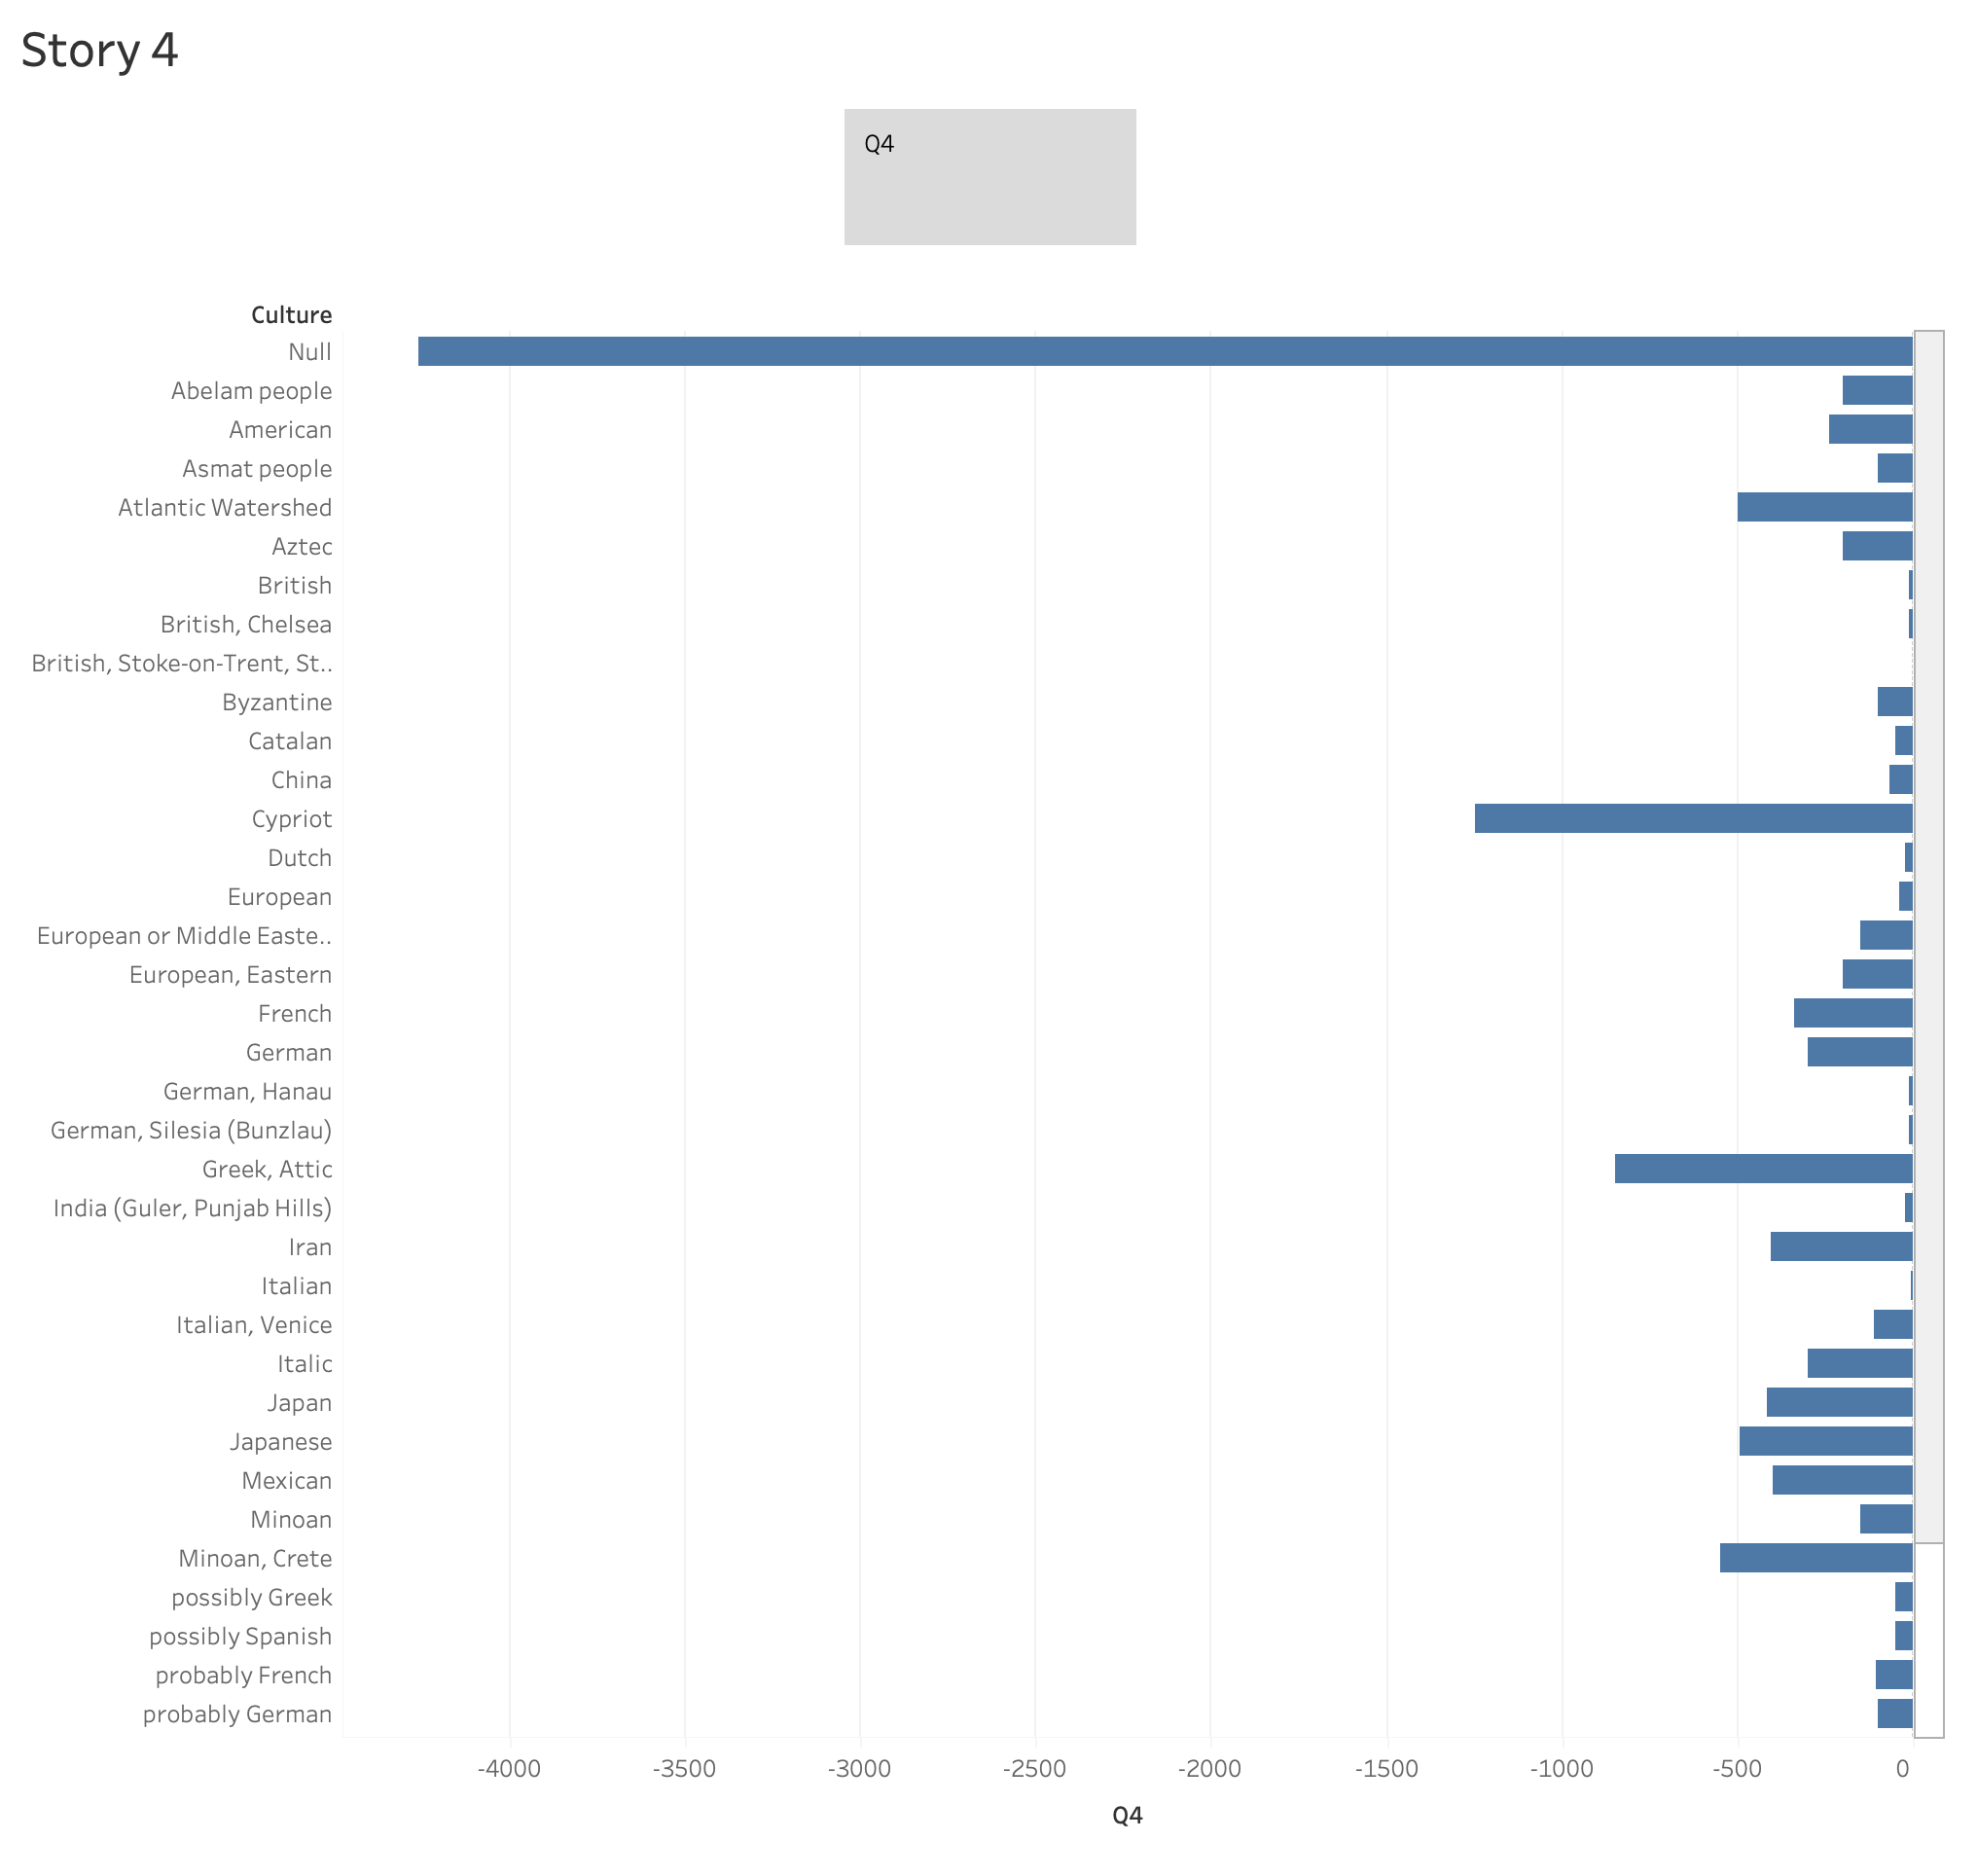 Story 4
Q4
Culture
Null
Abelam people
American
Asmat people
Atlantic Watershed
Aztec
British
British, Chelsea
British, Stoke-on-Trent, St..
Byzantine
Catalan
China
Cypriot
Dutch
European
European or Middle Easte..
European, Eastern
French
German
German, Hanau
German, Silesia (Bunzlau)
Greek, Attic
India (Guler, Punjab Hills)
Iran
Italian
Italian, Venice
Italic
Japan
Japanese
Mexican
Minoan
Minoan, Crete
possibly Greek
possibly Spanish
probably French
probably German
-4000 -3500 -3000 -2500 -2000 -1500 -1000 -500 0
Q4